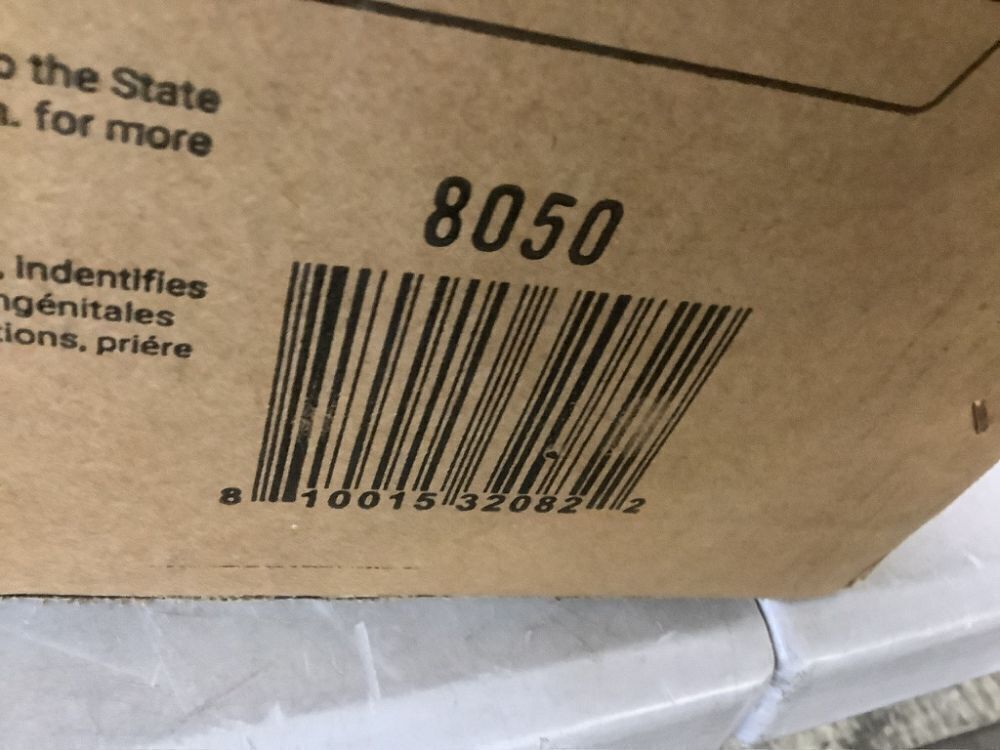 the State
for more
8050
, indentifies
ngénitales
tions, priére
8 10015 32082 2